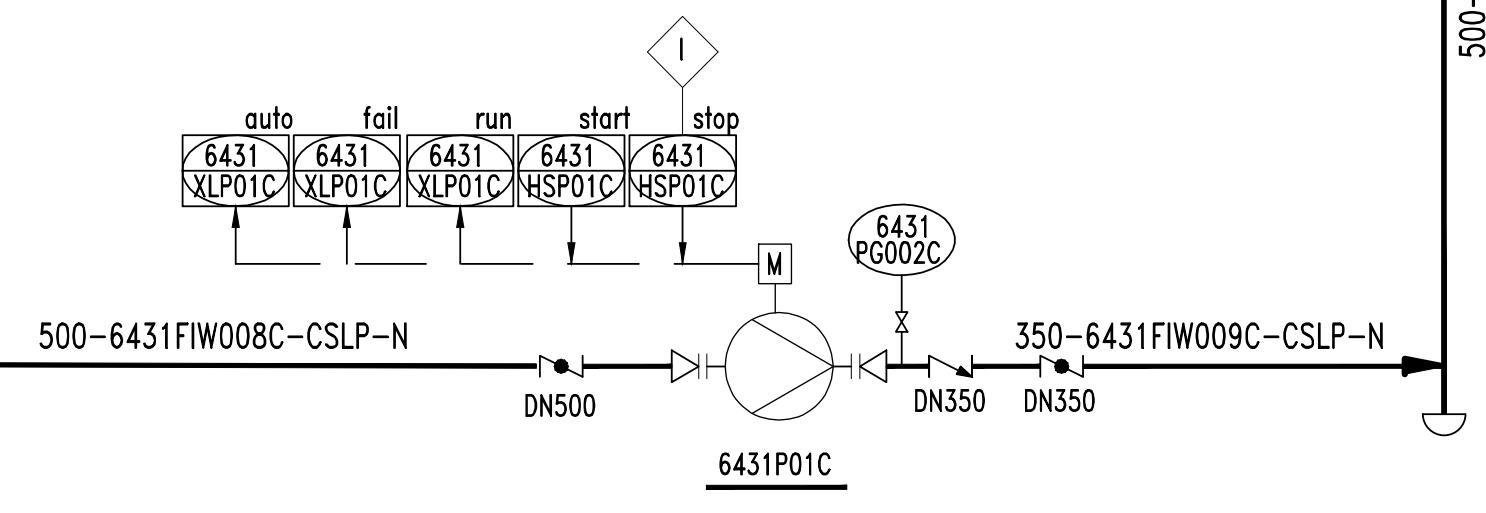 500-
I
auto
fail
run
start
stop
6431
XLP01C
6431
XLP01C
6431
XLP01C
6431
HSP01C
6431
HSP01C
6431
PG002C
M
500-6431FIW008C-CSLP-N
350-6431FIW009C-CSLP-N
DN500
DN350
DN350
6431P01C